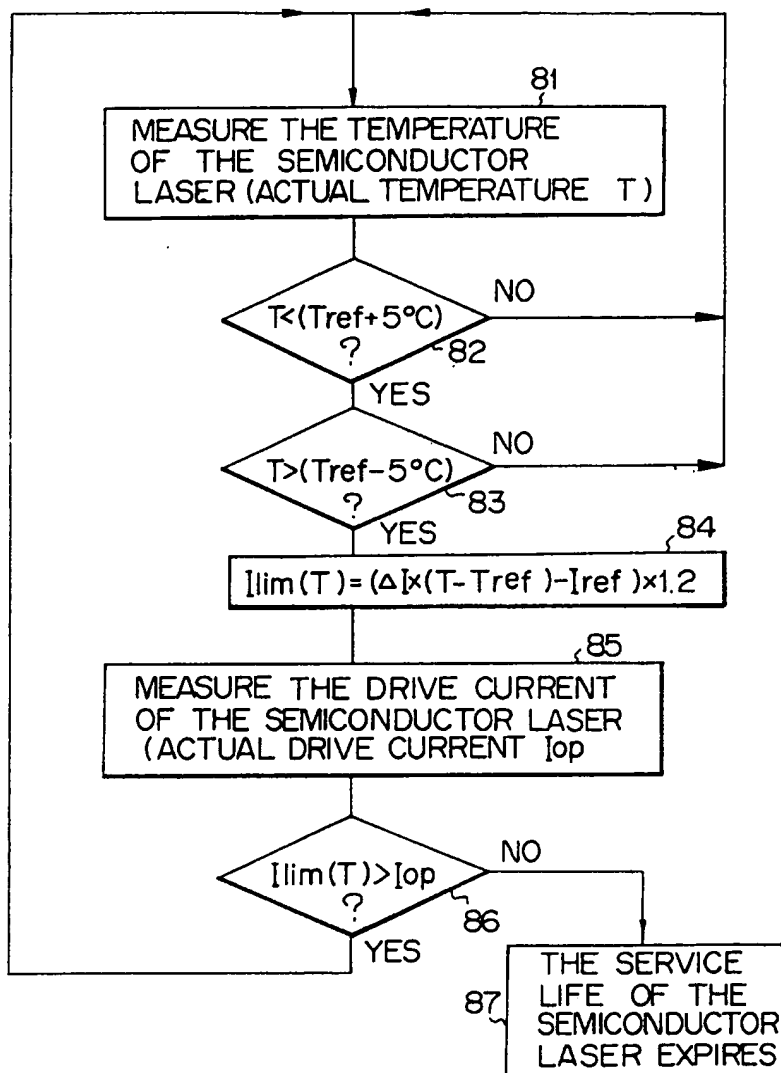 81
MEASURE THE TEMPERATURE
OF THE SEMICONDUCTOR
LASER (ACTUAL TEMPERATURE T)
T<(Tref+5°C)
?
NO
82
YES
T>(Tref-5°C)
?
NO
83
YES
84
Ilim(T)=(ΔI×(T-Tref)-Iref)×1.2
85
MEASURE THE DRIVE CURRENT
OF THE SEMICONDUCTOR LASER
(ACTUAL DRIVE CURRENT Iop
Ilim(T)>Iop
?
NO
86
YES
87
THE SERVICE
LIFE OF THE
SEMICONDUCTOR
LASER EXPIRES